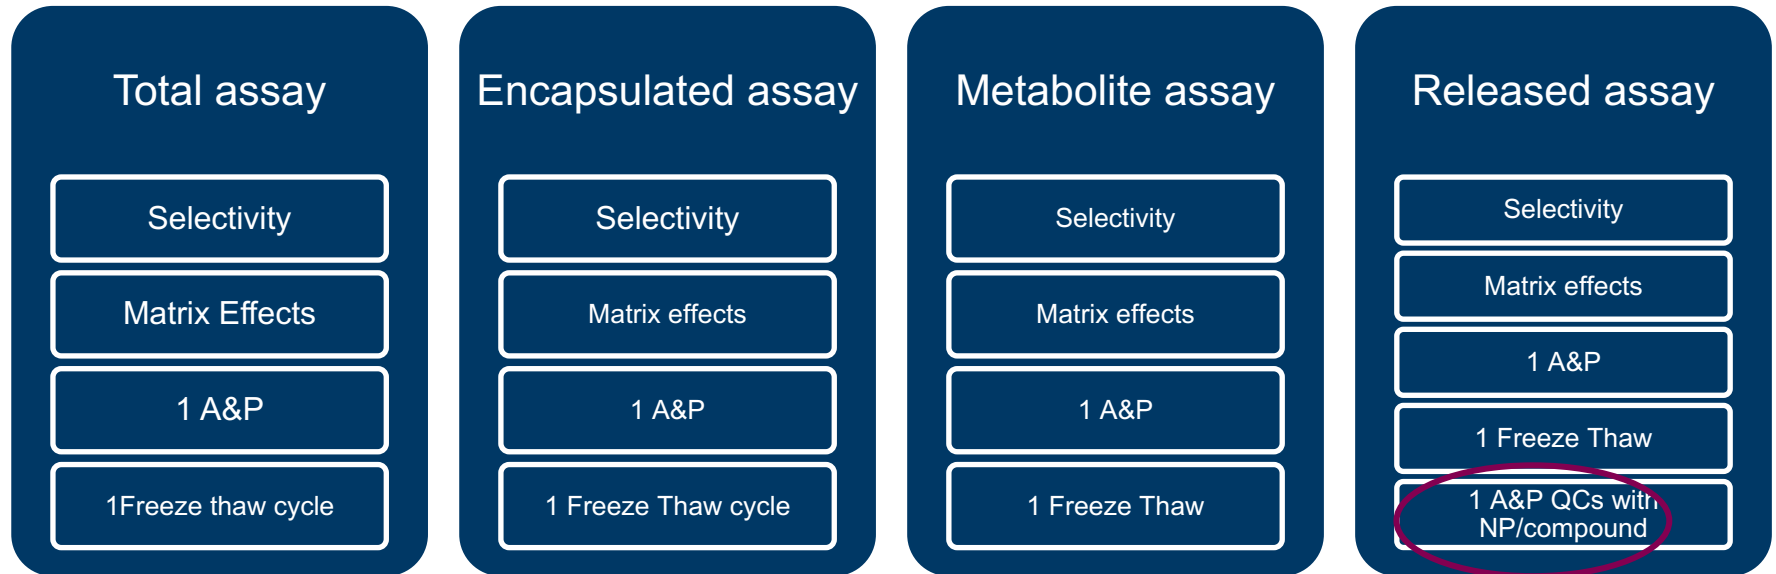 Total assay
Selectivity
Matrix Effects
1 A&P
1Freeze thaw cycle
Encapsulated assay
Selectivity
Matrix effects
1 A&P
1 Freeze Thaw cycle
Metabolite assay
Selectivity
Matrix effects
1 A&P
1 Freeze Thaw
Released assay
Selectivity
Matrix effects
1 A&P
1 Freeze Thaw
1 A&P QCs with
NP/compound